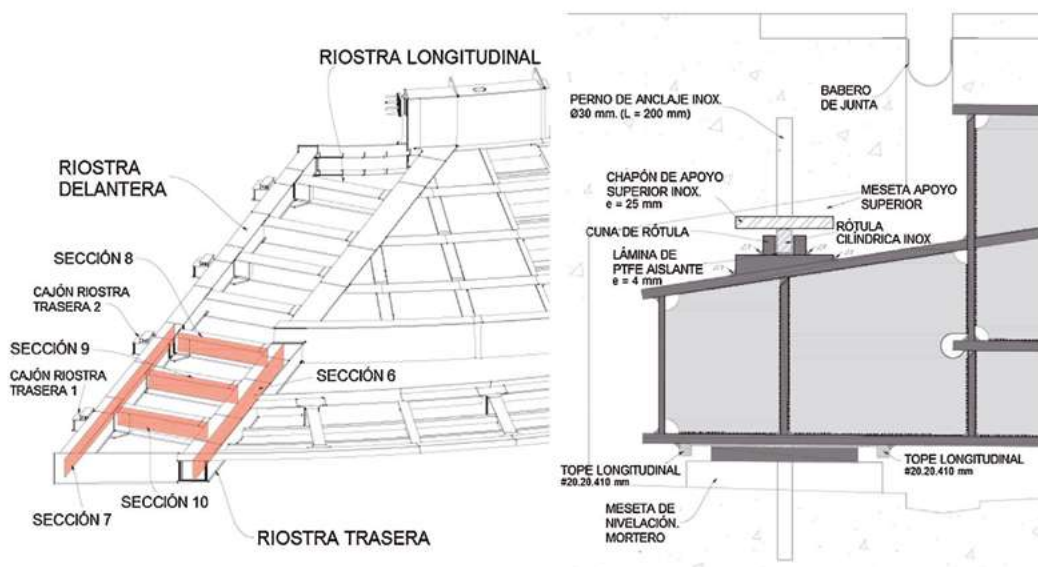 RIOSTRA LONGITUDINAL
RIOSTRA
DELANTERA
SECCIÓN 8
CAJÓN RIOSTRA
TRASERA 2
SECCIÓN 9
CAJÓN RIOSTRA
TRASERA 1
SECCIÓN 6
SECCIÓN 10
SECCIÓN 7
RIOSTRA TRASERA
BABERO
DE JUNTA
PERNO DE ANCLAJE INOX.
Ø30 mm. (L = 200 mm)
CHAPÓN DE APOYO
SUPERIOR INOX.
e = 25 mm
MESETA APOYO
SUPERIOR
CUNA DE RÓTULA
RÓTULA
CILÍNDRICA INOX
LÁMINA DE
PTFE AISLANTE
e = 4 mm
TOPE LONGITUDINAL
#20.20.410 mm
TOPE LONGITUDINAL
#20.20.410 mm
MESETA DE
NIVELACIÓN.
MORTERO